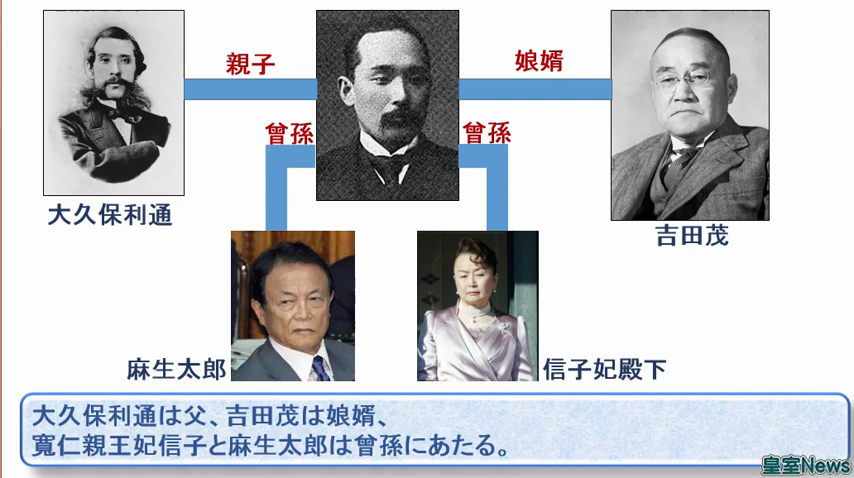 親子
娘婿
曾孫
曾孫
大久保利通
吉田茂
麻生太郎
信子妃殿下
大久保利通は父、吉田茂は娘婿、
寬仁親王妃信子と麻生太郎は曾孫にあたる。
皇室News